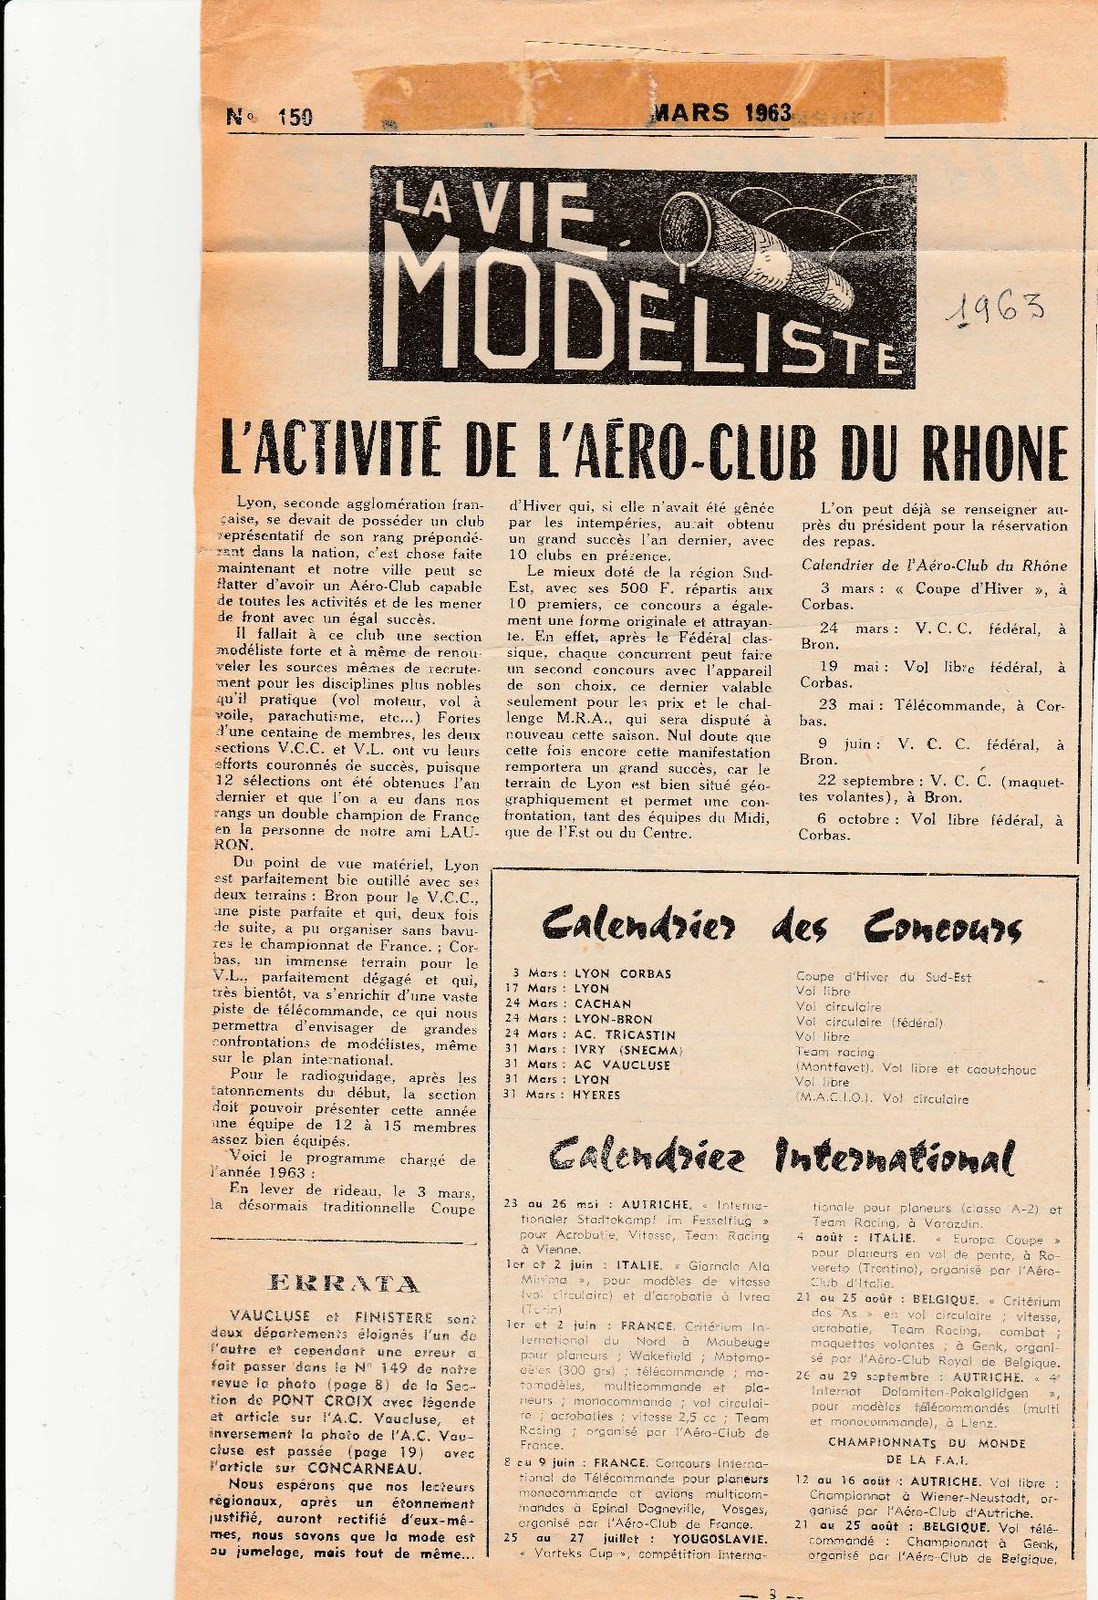 N° 150
MARS 1963
LA VIE
MODELISTE
1963
L'ACTIVITÉ DE L'AÉRO-CLUB DU RHONE
Lyon, seconde agglomération fran-
çaise, se devait de posséder un club
représentatif de son rang prépondé-
rant dans la nation, c'est chose faite
maintenant et notre ville peut se
flatter d'avoir un Aéro-Club capable
de toutes les activités et de les mener
de front avec un égal succès.
Il fallait à ce club une section
modéliste forte et à même de renou-
veler les sources mêmes de recrute-
ment pour les disciplines plus nobles
qu'il pratique (vol moteur, vol à
voile, parachutisme, etc...) Fortes
d'une centaine de membres, les deux
sections V.C.C. et V.L. ont vu leurs
efforts couronnés de succès, puisque
12 sélections ont été obtenues l'an
dernier et que l'on a eu dans nos
rangs un double champion de France
en la personne de notre ami LAU-
RON.
Du point de vue matériel, Lyon
est parfaitement bie outillé avec ses
deux terrains : Bron pour le V.C.C.,
une piste parfaite et qui, deux fois
de suite, a pu organiser sans bavu-
res le championnat de France. ; Cor-
bas, un immense terrain pour le
V.L., parfaitement dégagé et qui,
très bientôt, va s'enrichir d'une vaste
piste de télécommande, ce qui nous
permettra d'envisager de grandes
confrontations de modélistes, même
sur le plan international.
Pour le radioguidage, après les
tatonnements du début, la section
doit pouvoir présenter cette année
une équipe de 12 à 15 membres
assez bien équipés.
Voici le programme chargé de
l'année 1963 :
En lever de rideau, le 3 mars,
la désormais traditionnelle Coupe
d'Hiver qui, si elle n'avait été gênée
par les intempéries, aurait obtenu
un grand succès l'an dernier, avec
10 clubs en présence.
Le mieux doté de la région Sud-
Est, avec ses 500 F. répartis aux
10 premiers, ce concours a égale-
ment une forme originale et attrayan-
te. En effet, après le Fédéral clas-
sique, chaque concurrent peut faire
un second concours avec l'appareil
de son choix, ce dernier valable
seulement pour les prix et le chal-
lenge M.R.A., qui sera disputé à
nouveau cette saison. Nul doute que
cette fois encore cette manifestation
remportera un grand succès, car le
terrain de Lyon est bien situé géo-
graphiquement et permet une con-
frontation, tant des équipes du Midi,
que de l'Est ou du Centre.
L'on peut déjà se renseigner au-
près du président pour la réservation
des repas.
Calendrier de l'Aéro-Club du Rhône
3 mars : « Coupe d'Hiver », à
Corbas.
24 mars : V. C. C. fédéral, à
Bron.
19 mai : Vol libre fédéral, à
Corbas.
23 mai : Télécommande, à Cor-
bas.
9 juin : V. C. C. fédéral, à
Bron.
22 septembre : V. C. C. (maquet-
tes volantes), à Bron.
6 octobre : Vol libre fédéral, à
Corbas.
Calendrier des Concours
3 Mars : LYON CORBAS Coupe d'Hiver du Sud-Est
17 Mars : LYON Vol libre
24 Mars : CACHAN Vol circulaire
24 Mars : LYON-BRON Vol circulaire (fédéral)
24 Mars : AC. TRICASTIN Vol libre
31 Mars : IVRY (SNECMA) Team racing
31 Mars : AC VAUCLUSE (Montfavet). Vol libre et caoutchouc
31 Mars : LYON Vol libre
31 Mars : HYERES (M.A.C.I.O.). Vol circulaire
Calendrier International
23 au 26 mai : AUTRICHE. « Interna-
tionaler Stadtekampf im Fesselflug »
pour Acrobatie, Vitesse, Team Racing
à Vienne.
1er et 2 juin : ITALIE. « Giornale Ala
Minima », pour modèles de vitesse
(vol circulaire) et d'acrobatie à Ivrea
(Turin)
1er et 2 juin : FRANCE. Critérium In-
ternational du Nord à Maubeuge
pour planeurs ; Wakefield ; Motomo-
dèles (300 grs) ; télécommande ; mo-
tomodèles, multicommande et pla-
neurs ; monocommande ; vol circulai-
re ; acrobaties ; vitesse 2,5 cc ; Team
Racing ; organisé par l'Aéro-Club de
France.
8 eu 9 juin : FRANCE. Concours Interna-
tional de Télécommande pour planeurs
monocommande et avions multicom-
mandes à Epinal Dogneville, Vosges,
organisé par l'Aéro-Club de France.
25 au 27 juillet : YOUGOSLAVIE.
« Varteks Cup », compétition interna-
tionale pour planeurs (classe A-2) et
Team Racing, à Varazdin.
4 août : ITALIE. « Europa Coupe »
pour planeurs en vol de pente, à Ro-
vereto (Trentino), organisé par l'Aéro-
Club d'Italie.
21 au 25 août : BELGIQUE. « Critérium
des As » en vol circulaire ; vitesse,
acrobatie, Team Racing, combat ;
maquettes volantes ; à Genk, organi-
sé par l'Aéro-Club Royal de Belgique.
26 au 29 septembre : AUTRICHE. « 4e
Internat Dolomiten-Pokalglidgen »,
pour modèles télécommandés (multi
et monocommande), à Lienz.
CHAMPIONNATS DU MONDE
DE LA F.A.I.
12 au 16 août : AUTRICHE. Vol libre :
Championnat à Wiener-Neustadt, or-
ganisé par l'Aéro-Club d'Autriche.
21 au 25 août : BELGIQUE. Vol télé-
commandé : Championnat à Genk,
organisé par l'Aéro-Club de Belgique.
ERRATA
VAUCLUSE et FINISTERE sont
deux départements éloignés l'un de
l'autre et cependant une erreur a
fait passer dans le N° 149 de notre
revue la photo (page 8) de la Sec-
tion de PONT CROIX avec légende
et article sur l'A.C. Vaucluse, et
inversement la photo de l'A.C. Vau-
cluse est passée (page 19) avec
l'article sur CONCARNEAU.
Nous espérons que nos lecteurs
régionaux, après un étonnement
justifié, auront rectifié d'eux-mê-
mes, nous savons que la mode est
au jumelage, mais tout de même...
— 3 —